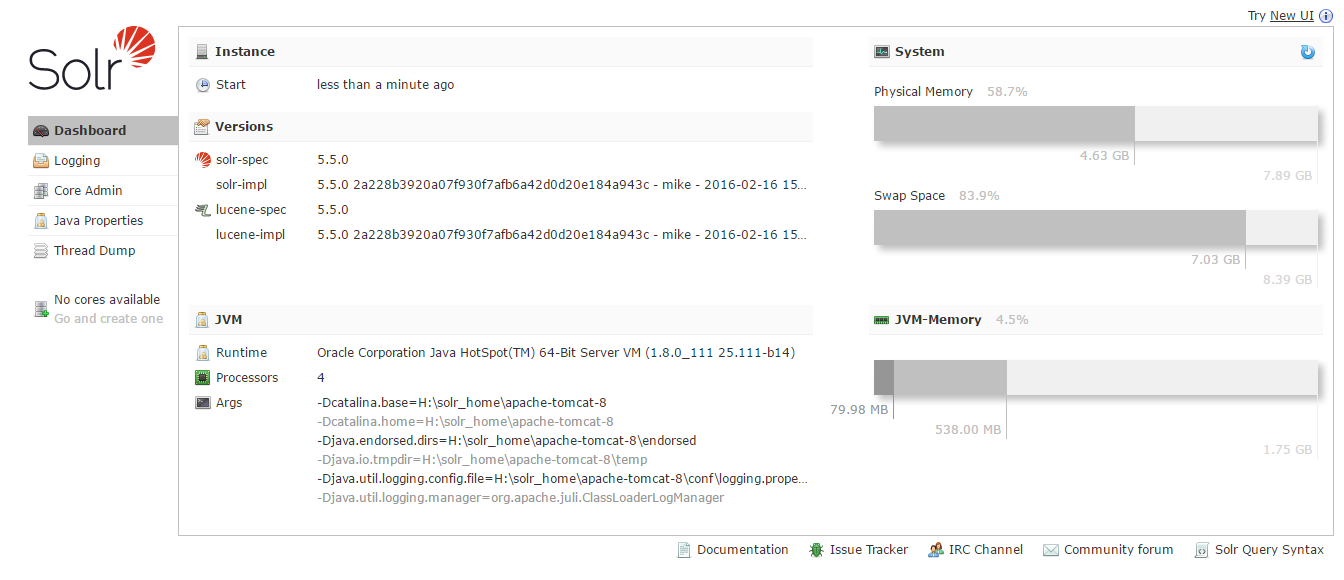 Try New UI
Solr
Dashboard
Logging
Core Admin
Java Properties
Thread Dump
No cores available
Go and create one
Instance
Start less than a minute ago
Versions
solr-spec 5.5.0
solr-impl 5.5.0 2a228b3920a07f930f7afb6a42d0d20e184a943c - mike - 2016-02-16 15...
lucene-spec 5.5.0
lucene-impl 5.5.0 2a228b3920a07f930f7afb6a42d0d20e184a943c - mike - 2016-02-16 15...
JVM
Runtime Oracle Corporation Java HotSpot(TM) 64-Bit Server VM (1.8.0_111 25.111-b14)
Processors 4
Args -Dcatalina.base=H:\solr_home\apache-tomcat-8
-Dcatalina.home=H:\solr_home\apache-tomcat-8
-Djava.endorsed.dirs=H:\solr_home\apache-tomcat-8\endorsed
-Djava.io.tmpdir=H:\solr_home\apache-tomcat-8\temp
-Djava.util.logging.config.file=H:\solr_home\apache-tomcat-8\conf\logging.prope...
-Djava.util.logging.manager=org.apache.juli.ClassLoaderLogManager
System
Physical Memory 58.7%
4.63 GB
7.89 GB
Swap Space 83.9%
7.03 GB
8.39 GB
JVM-Memory 4.5%
79.98 MB
538.00 MB
1.75 GB
Documentation Issue Tracker IRC Channel Community forum Solr Query Syntax